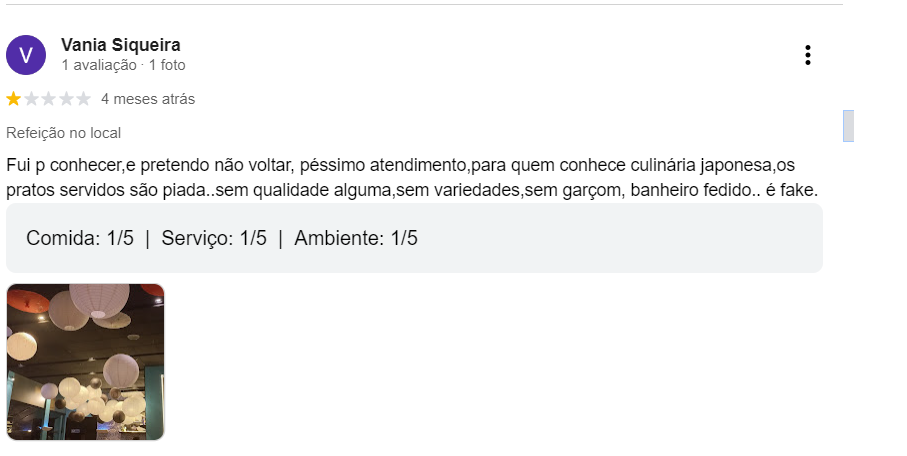 V
Vania Siqueira
1 avaliação · 1 foto
4 meses atrás
Refeição no local
Fui p conhecer,e pretendo não voltar, péssimo atendimento,para quem conhece culinária japonesa,os
pratos servidos são piada..sem qualidade alguma,sem variedades,sem garçom, banheiro fedido.. é fake.
Comida: 1/5 | Serviço: 1/5 | Ambiente: 1/5